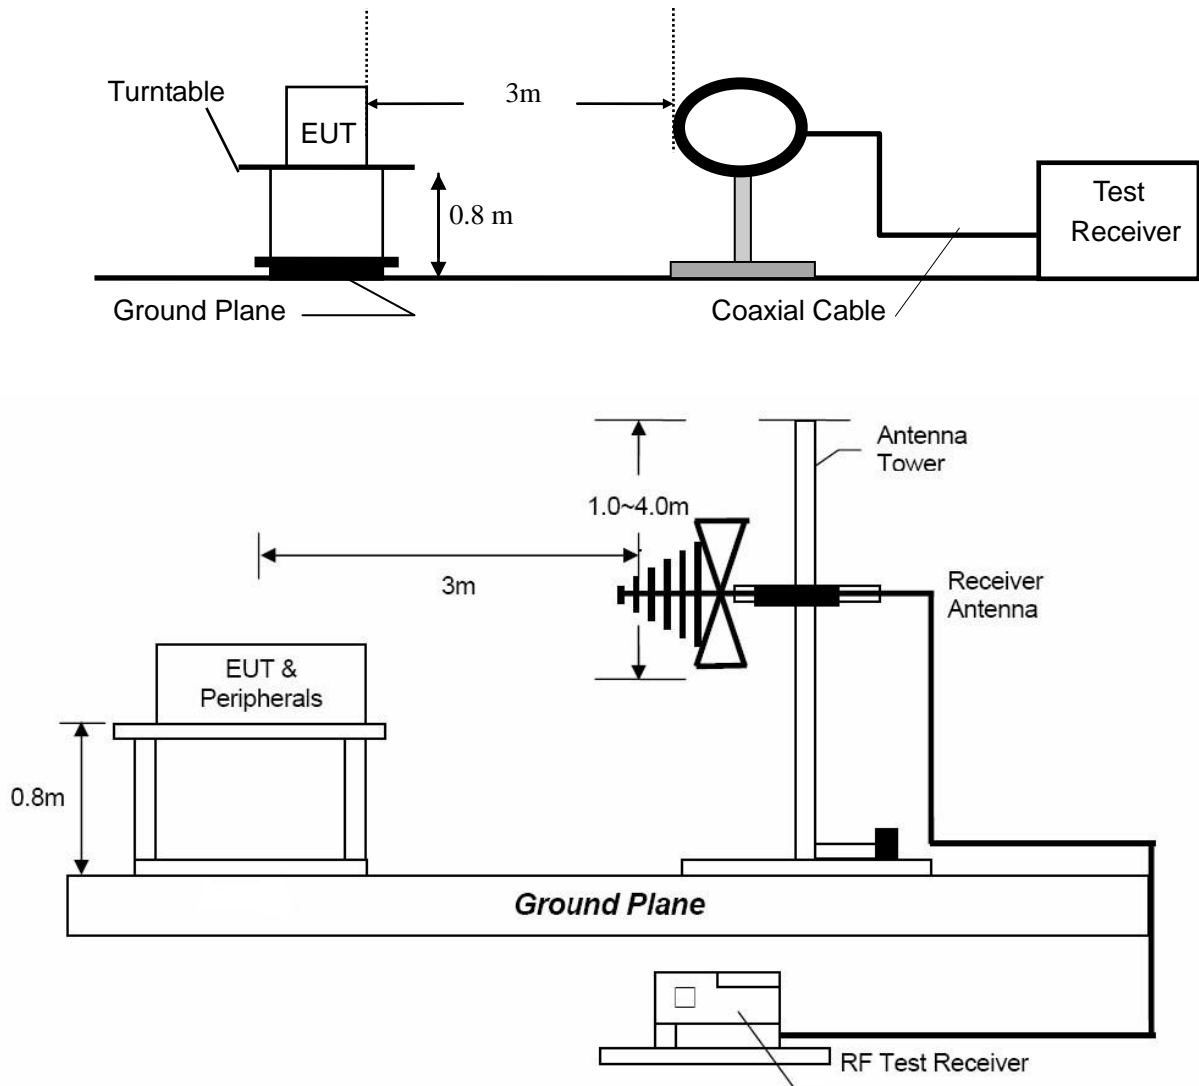 3m
Turntable
EUT
0.8 m
Test
Receiver
Ground Plane
Coaxial Cable
Antenna
Tower
1.0~4.0m
3m
Receiver
Antenna
EUT &
Peripherals
0.8m
Ground Plane
RF Test Receiver